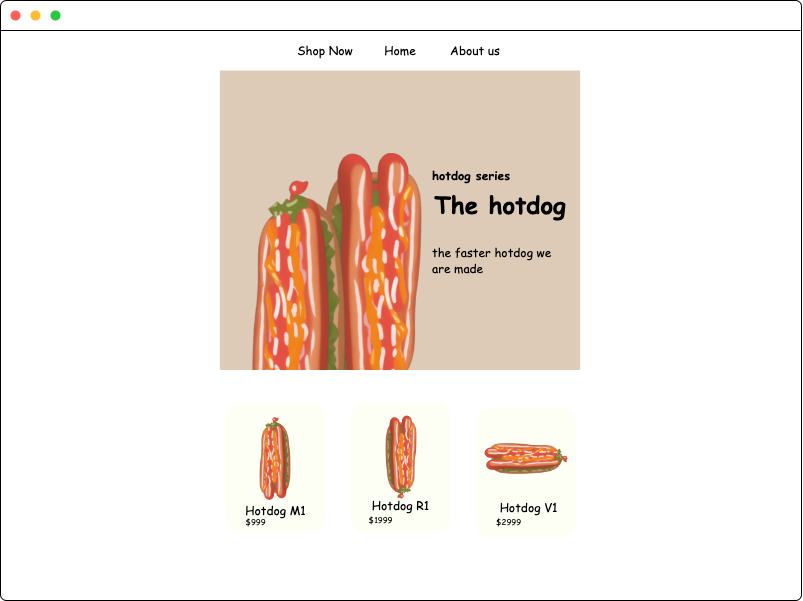 Shop Now Home About us
hotdog series
The hotdog
the faster hotdog we
are made
Hotdog M1
$999
Hotdog R1
$1999
Hotdog V1
$2999